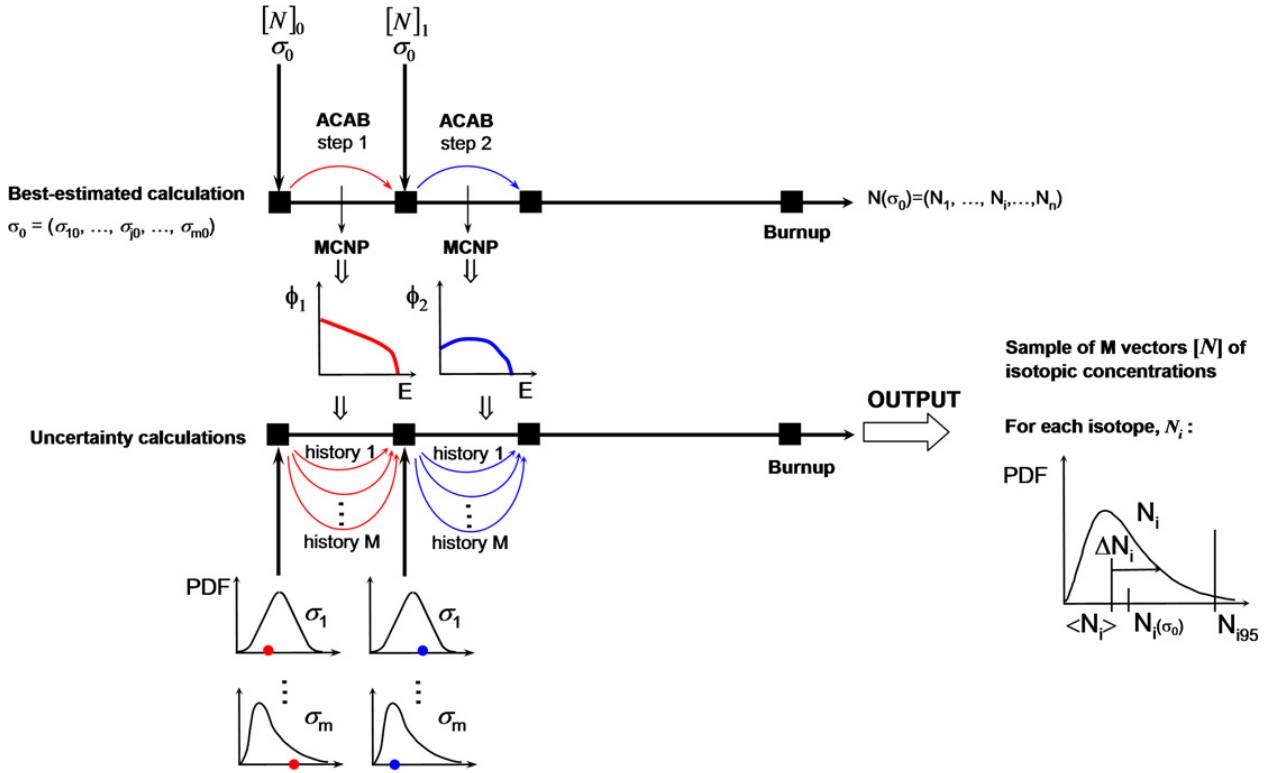 [N]₀
σ₀
[N]₁
σ₀
ACAB
step 1
ACAB
step 2
Best-estimated calculation
σ₀ = (σ₁₀, ..., σⱼ₀, ..., σₘ₀)
N(σ₀)=(N₁, ..., Nᵢ,...,Nₙ)
Burnup
MCNP
MCNP
ϕ₁
E
ϕ₂
E
Sample of M vectors [N] of
isotopic concentrations
OUTPUT
For each isotope, Nᵢ :
Uncertainty calculations
history 1
history 1
Burnup
history M
history M
PDF
σ₁
σ₁
σₘ
σₘ
PDF
Nᵢ
ΔNᵢ
<Nᵢ>
Nᵢ(σ₀)
Nᵢ₉₅